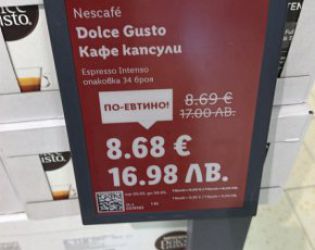 Nescafé
Dolce Gusto
Кафе капсули
Espresso Intenso
опаковка 34 броя
ПО-ЕВТИНО!
8.69 €
17.00 ЛВ.
8.68 €
16.98 ЛВ.
sto.